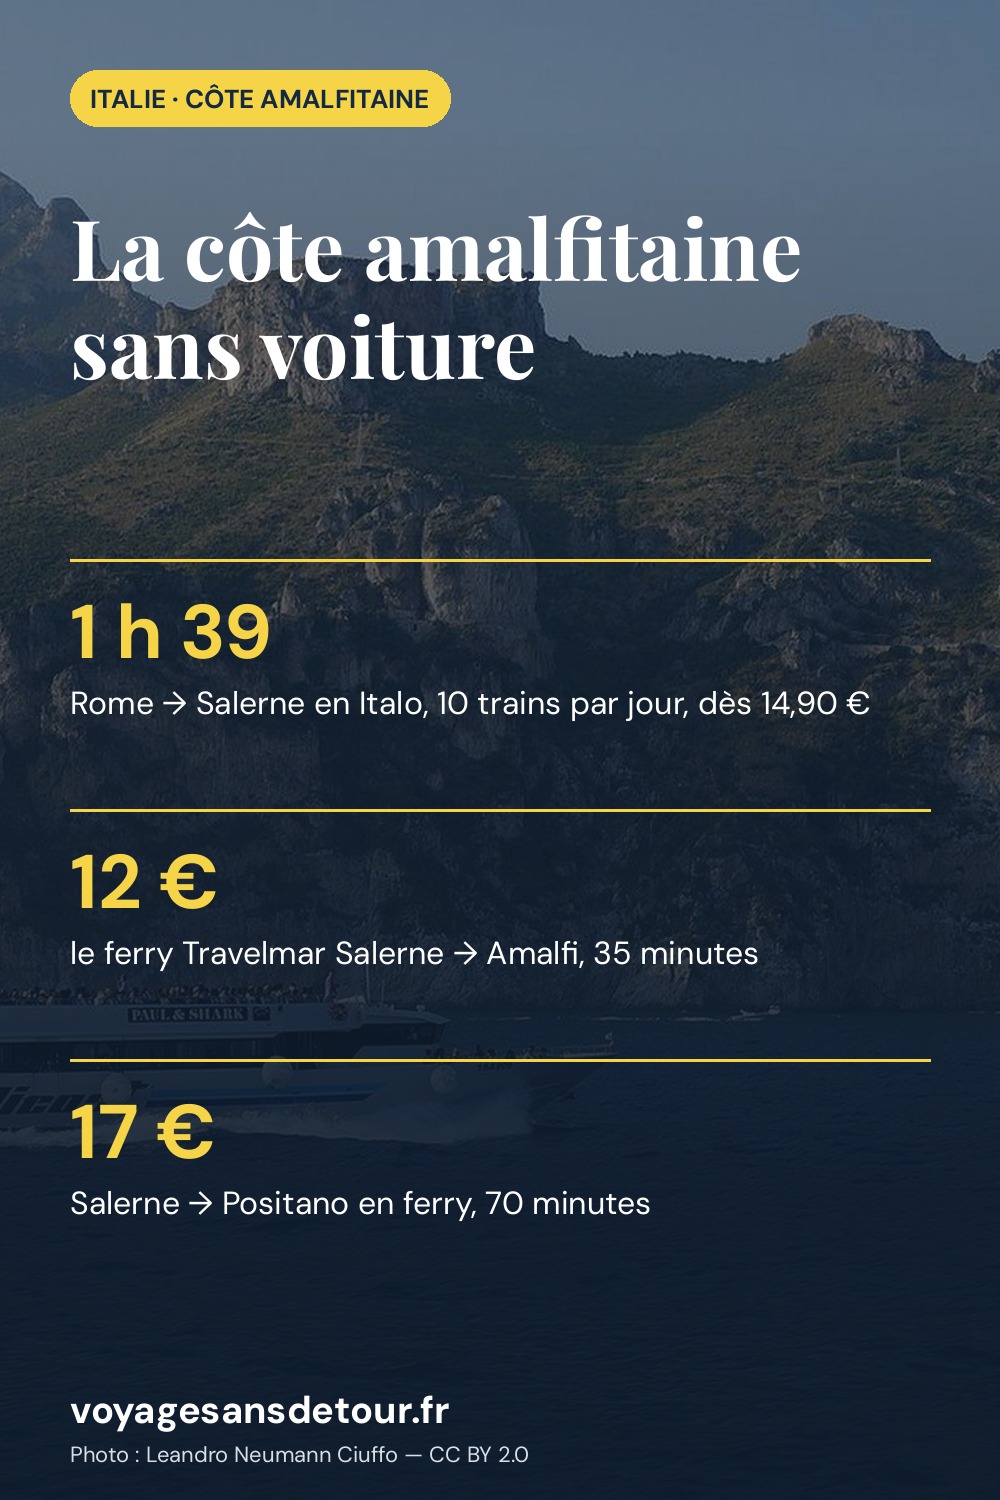 ITALIE · CÔTE AMALFITAINE
La côte amalfitaine
sans voiture
1 h 39
Rome → Salerne en Italo, 10 trains par jour, dès 14,90 €
12 €
le ferry Travelmar Salerne → Amalfi, 35 minutes
PAUL & SHARK
17 €
Salerne → Positano en ferry, 70 minutes
voyagesansdetour.fr
Photo : Leandro Neumann Ciuffo — CC BY 2.0